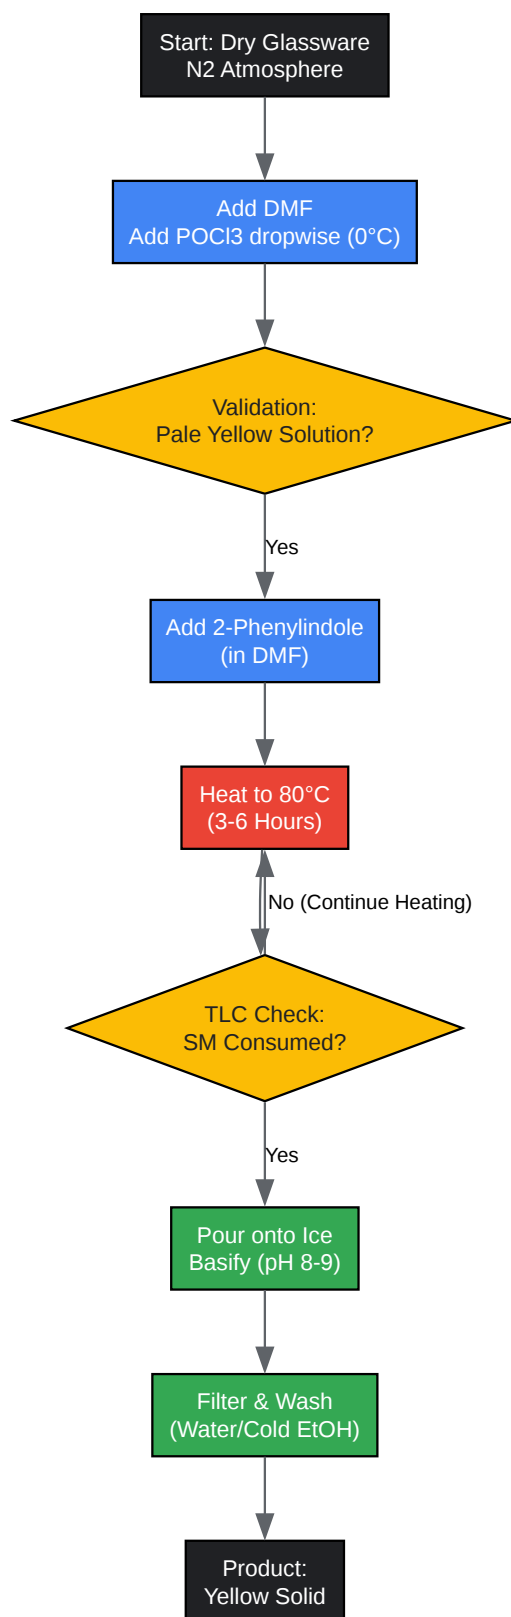 Start: Dry Glassware
N2 Atmosphere
Add DMF
Add POCl3 dropwise (0°C)
Validation:
Pale Yellow Solution?
Yes
Add 2-Phenylindole
(in DMF)
Heat to 80°C
(3-6 Hours)
No (Continue Heating)
TLC Check:
SM Consumed?
Yes
Pour onto Ice
Basify (pH 8-9)
Filter & Wash
(Water/Cold EtOH)
Product:
Yellow Solid